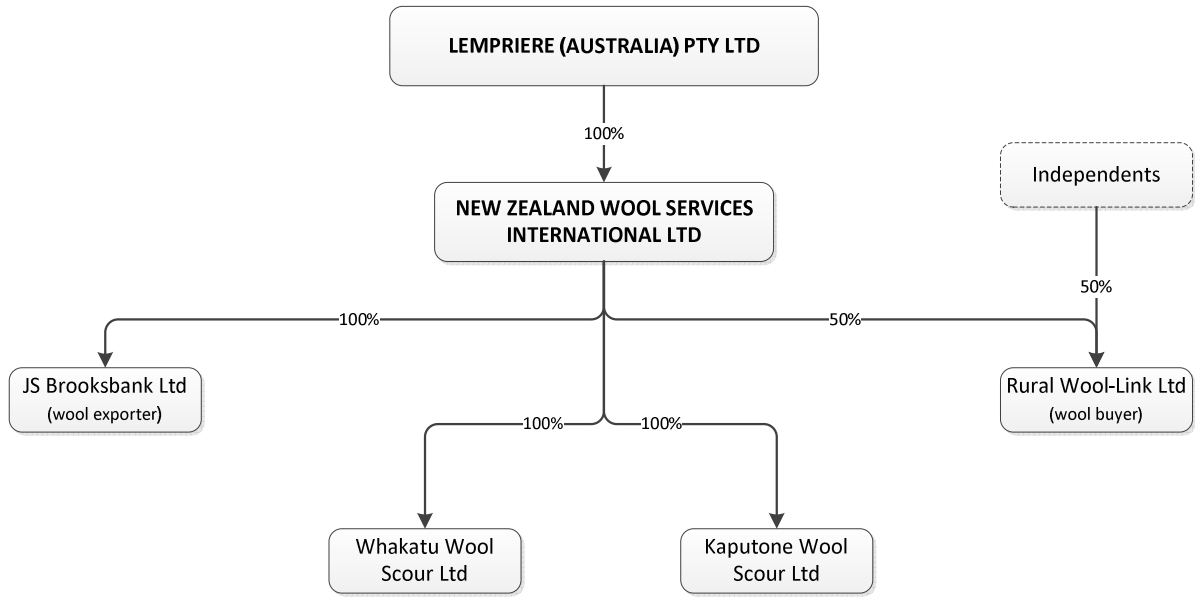 LEMPRIERE (AUSTRALIA) PTY LTD
100%
Independents
NEW ZEALAND WOOL SERVICES
INTERNATIONAL LTD
50%
100%
50%
JS Brooksbank Ltd
(wool exporter)
Rural Wool-Link Ltd
(wool buyer)
100%
100%
Whakatu Wool
Scour Ltd
Kaputone Wool
Scour Ltd